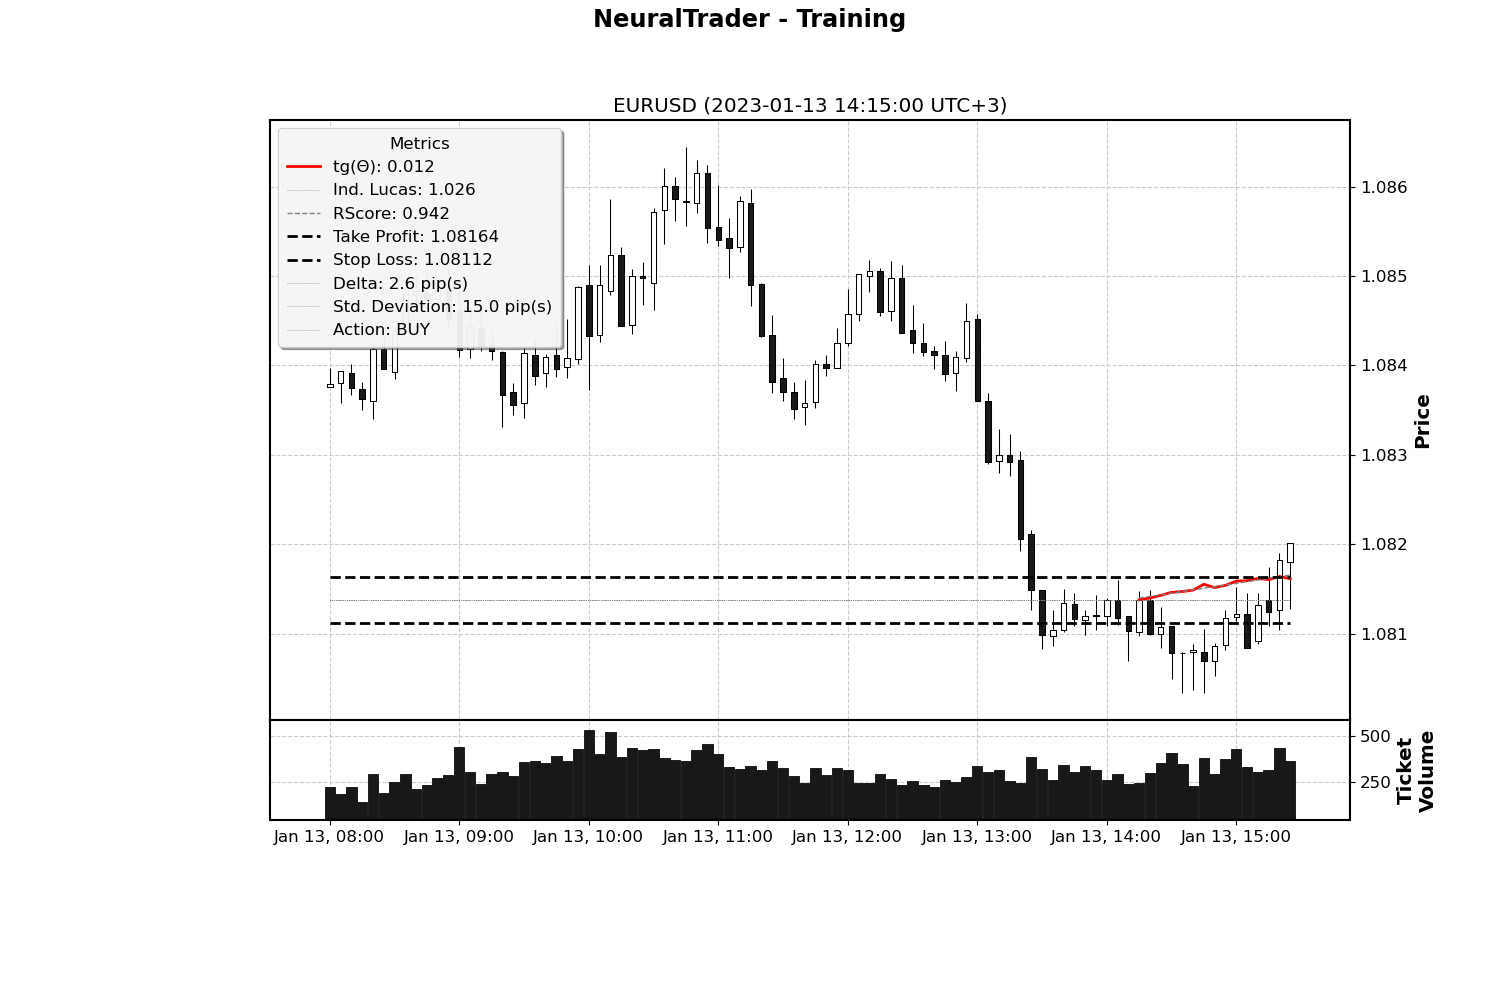 NeuralTrader - Training
EURUSD (2023-01-13 14:15:00 UTC+3)
Metrics
tg(Θ): 0.012
Ind. Lucas: 1.026
RScore: 0.942
Take Profit: 1.08164
Stop Loss: 1.08112
Delta: 2.6 pip(s)
Std. Deviation: 15.0 pip(s)
Action: BUY
1.086
1.085
1.084
1.083
1.082
1.081
Price
500
250
Ticket
Volume
Jan 13, 08:00 Jan 13, 09:00 Jan 13, 10:00 Jan 13, 11:00 Jan 13, 12:00 Jan 13, 13:00 Jan 13, 14:00 Jan 13, 15:00